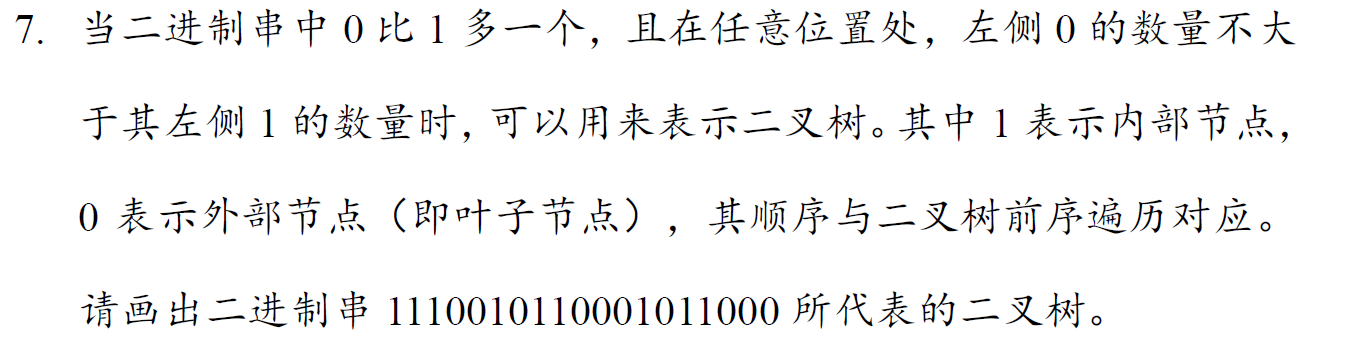 7. 当二进制串中 0 比 1 多一个，且在任意位置处，左侧 0 的数量不大
于其左侧 1 的数量时，可以用来表示二叉树。其中 1 表示内部节点，
0 表示外部节点（即叶子节点），其顺序与二叉树前序遍历对应。
请画出二进制串 1110010110001011000 所代表的二叉树。